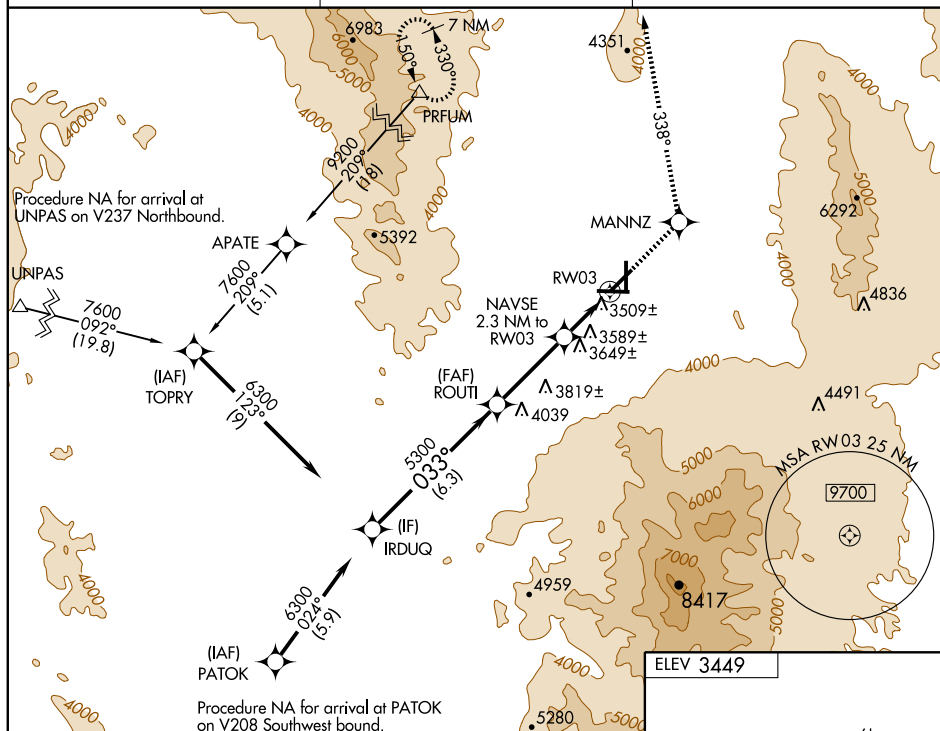 6983
6000
5000
4000
7 NM
150°
330°
PRFUM
4351
4000
4000
4000
4000
338°
9200
209°
(18)
Procedure NA for arrival at
UNPAS on V237 Northbound.
APATE
5392
4000
MANNZ
5000
6292
4000
UNPAS
7600
092°
(19.8)
7600
209°
(5.1)
RW03
NAVSE
2.3 NM to
RW03
3509±
3589±
3649±
4836
(IAF)
TOPRY
6300
123°
(9)
(FAF)
ROUTI
3819±
4039
4000
4491
5300
033°
(6.3)
5000
MSA RW03 25 NM
9700
6000
(IF)
IRDUQ
4000
7000
4959
8417
5000
6300
024°
(5.9)
(IAF)
PATOK
4000
ELEV 3449
Procedure NA for arrival at PATOK
on V208 Southwest bound.
4000
5280
5000